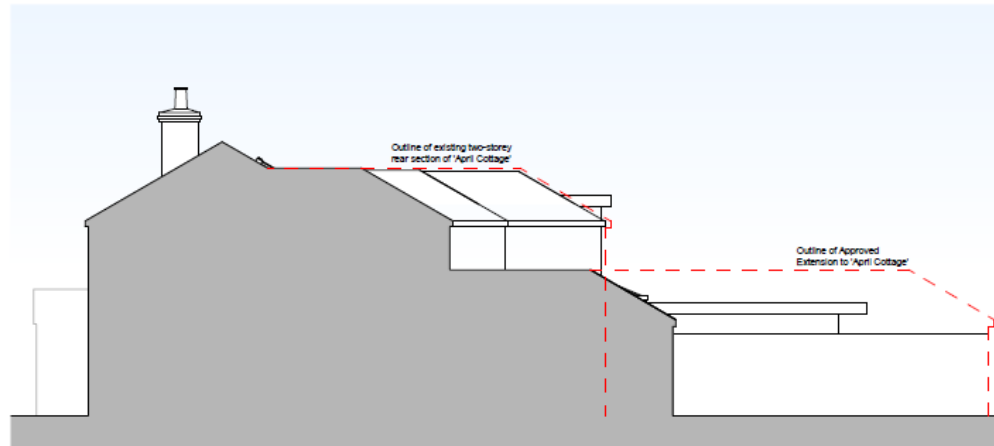 Outline of existing two-storey
rear section of 'April Cottage'
Outline of Approved
Extension to 'April Cottage'